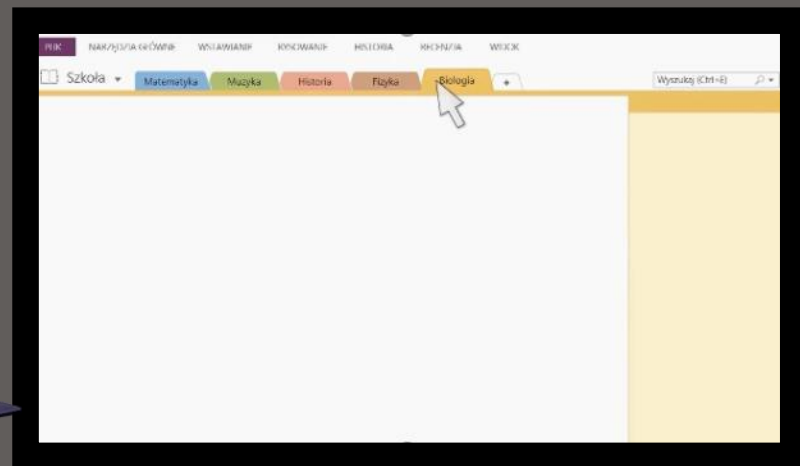 PLIK NARZĘDZIA GŁÓWNE WSTAWIANIE RYSOWANIE HISTORIA RECENZJA WIDOK
Szkoła Matematyka Muzyka Historia Fizyka Biologia + Wyszukaj (Ctrl+E)